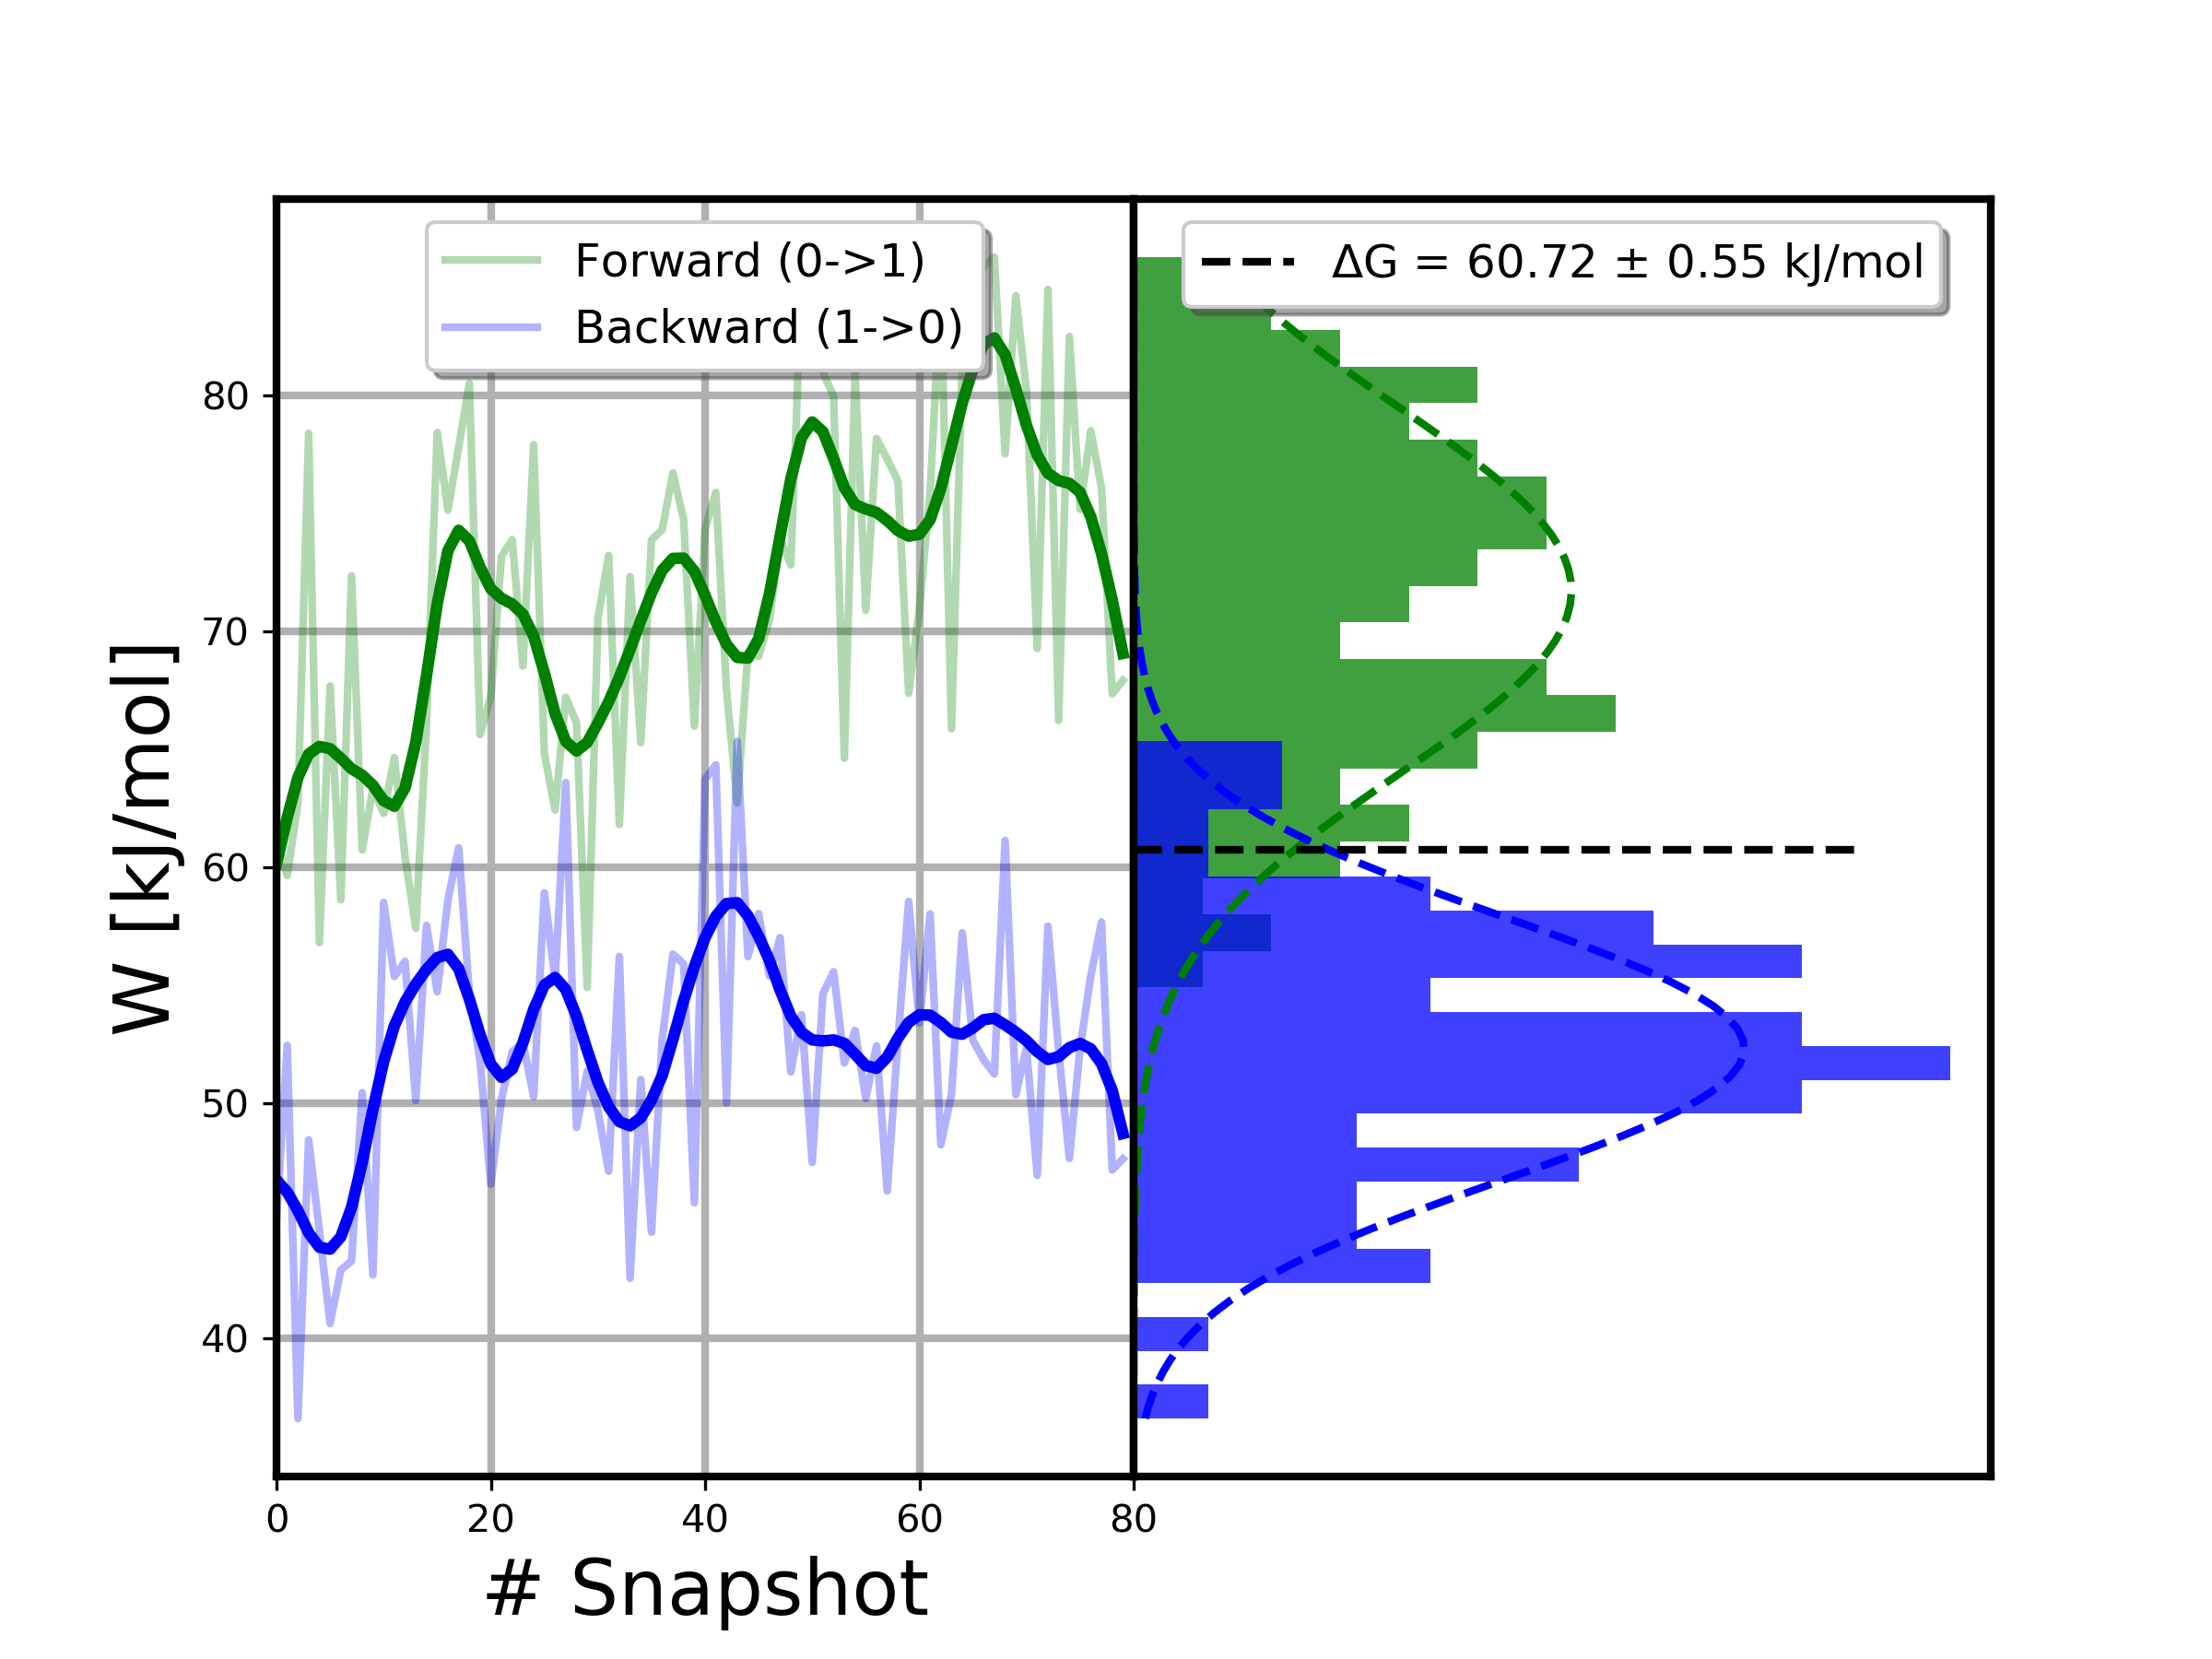 Forward (0->1)
Backward (1->0)
ΔG = 60.72 ± 0.55 kJ/mol
W [kJ/mol]
80
70
60
50
40
0 20 40 60 80
# Snapshot